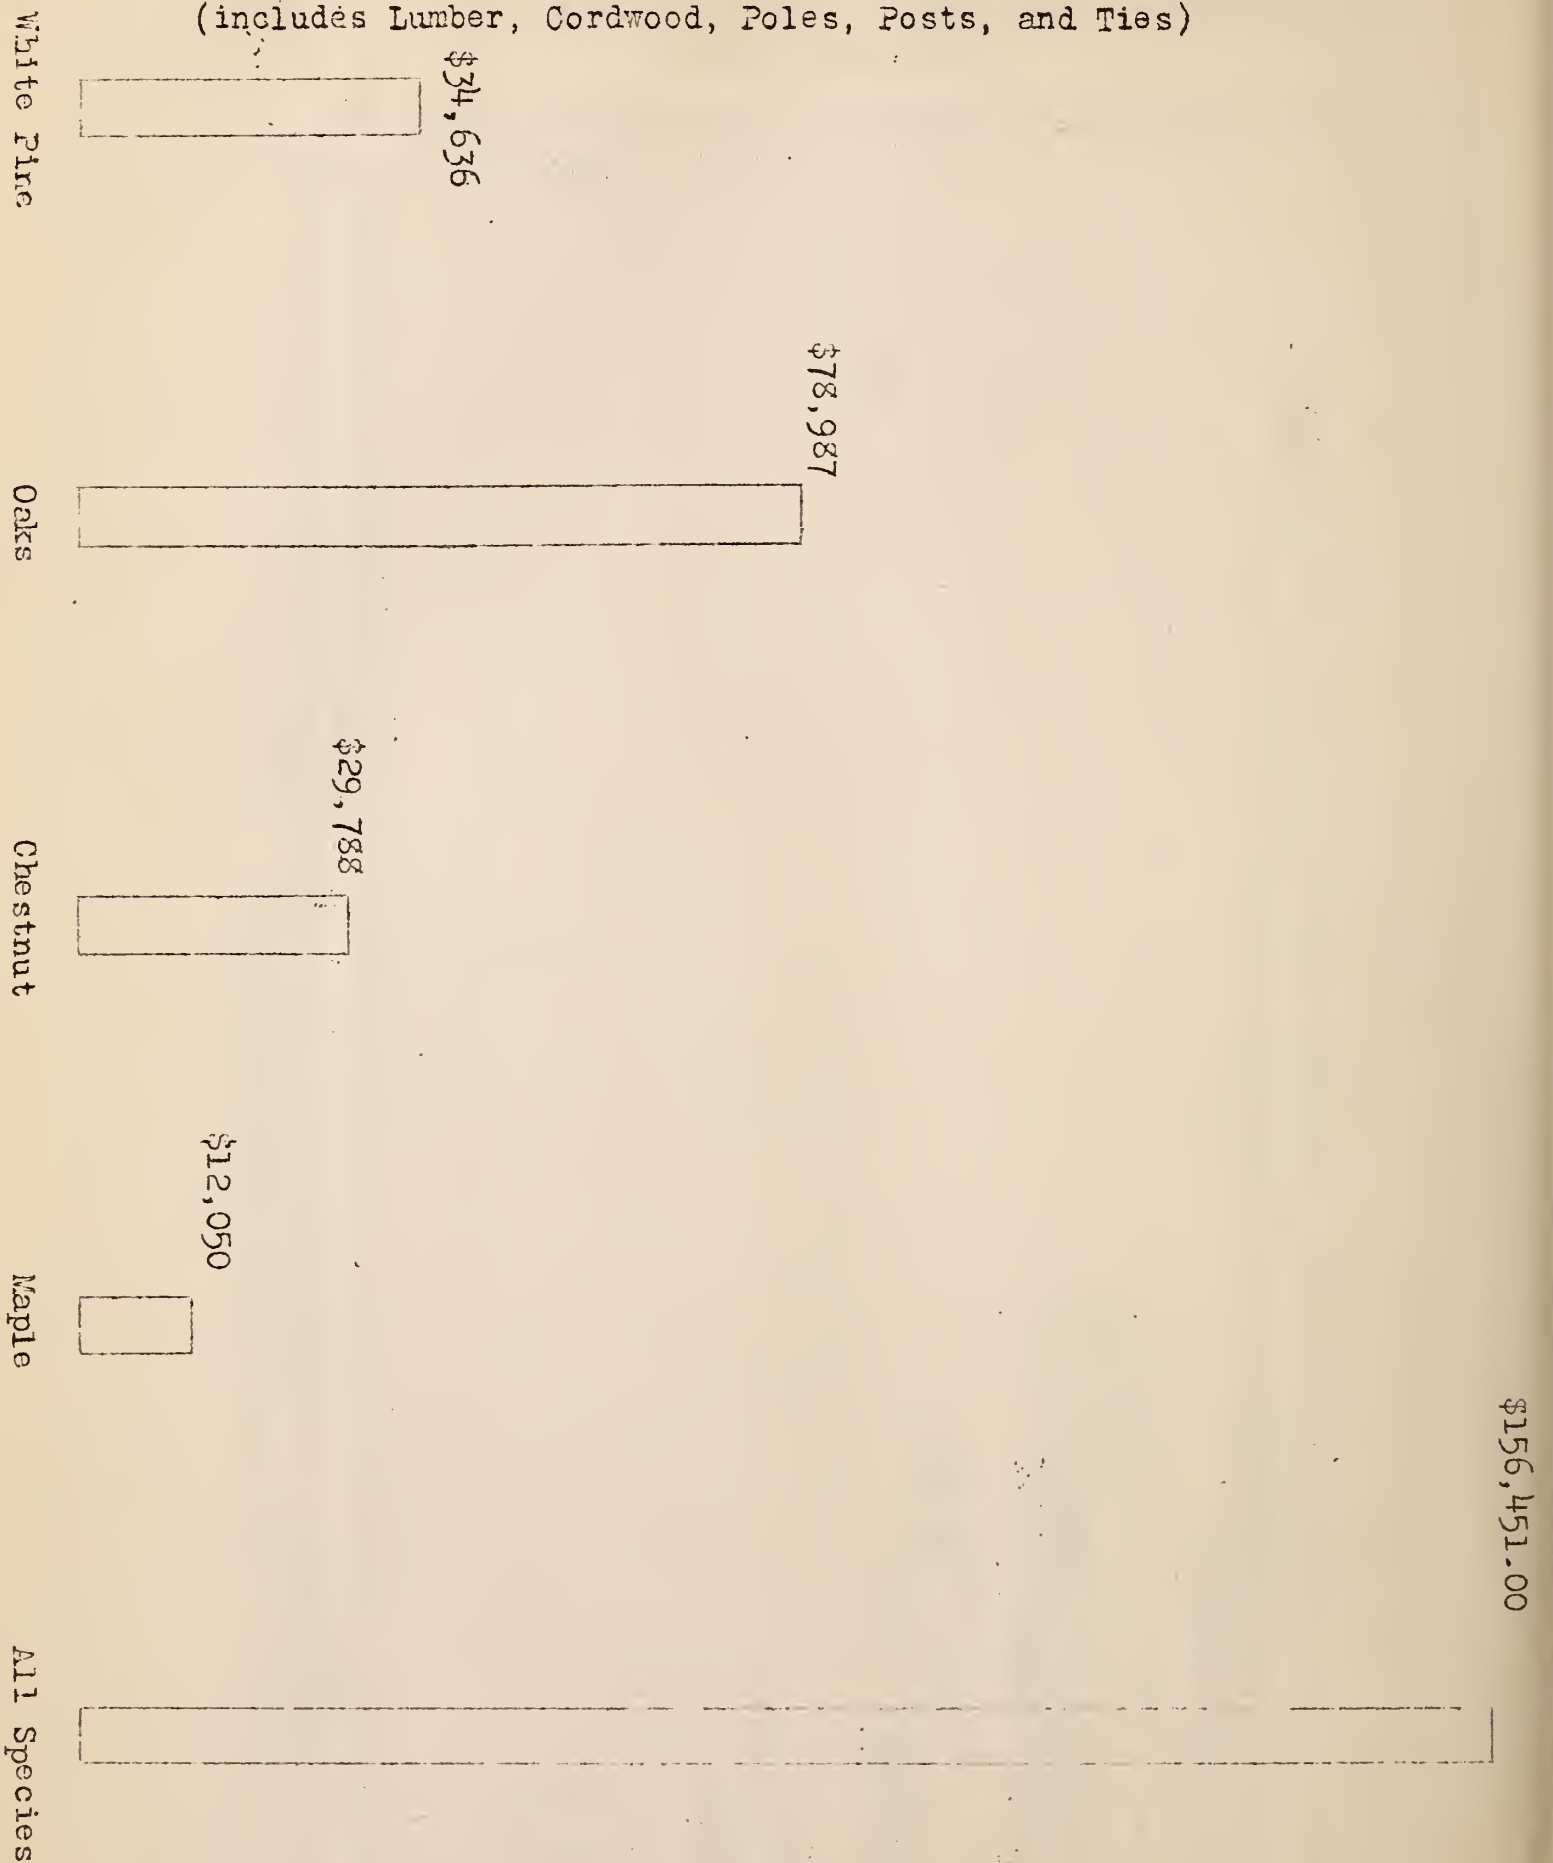 (includes Lumber, Cordwood, Poles, Posts, and Ties)
White Pine
$34,636
Oaks
$78,987
Chestnut
$29,788
Maple
$12,050
All Species
$156,451.00